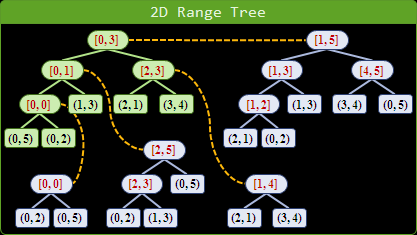 2D Range Tree
[0, 3] [1, 5]
[0, 1] [2, 3] [1, 3] [4, 5]
[0, 0] (1, 3) (2, 1) (3, 4) [1, 2] (1, 3) (3, 4) (0, 5)
(0, 5) (0, 2) (2, 1) (0, 2)
[2, 5]
[0, 0] [2, 3] (0, 5) [1, 4]
(0, 2) (0, 5) (0, 2) (1, 3) (2, 1) (3, 4)